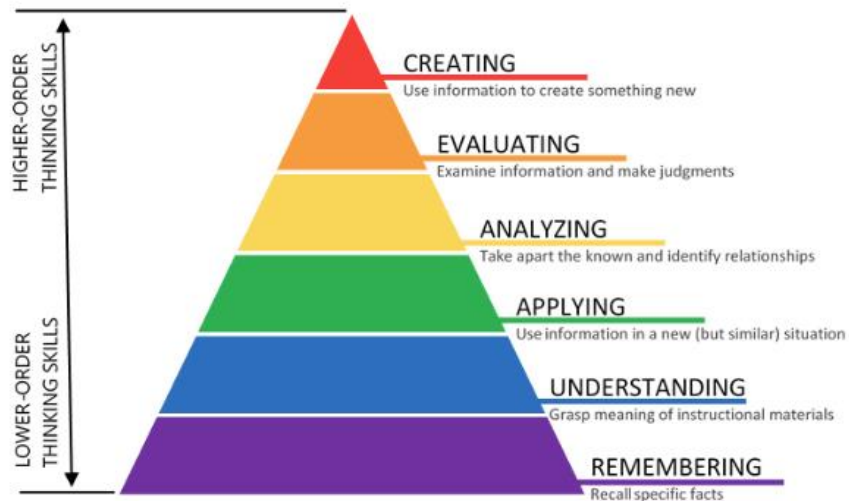 HIGHER-ORDER
THINKING SKILLS
LOWER-ORDER
THINKING SKILLS
CREATING
Use information to create something new
EVALUATING
Examine information and make judgments
ANALYZING
Take apart the known and identify relationships
APPLYING
Use information in a new (but similar) situation
UNDERSTANDING
Grasp meaning of instructional materials
REMEMBERING
Recall specific facts